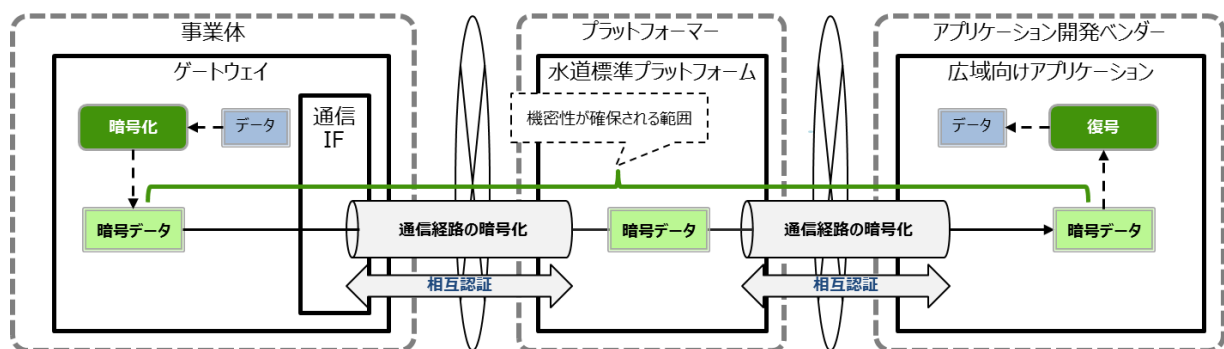 事業体
プラットフォーマー
アプリケーション開発ベンダー
ゲートウェイ
水道標準プラットフォーム
広域向けアプリケーション
暗号化
データ
通信
IF
機密性が確保される範囲
データ
復号
暗号データ
通信経路の暗号化
暗号データ
通信経路の暗号化
暗号データ
相互認証
相互認証